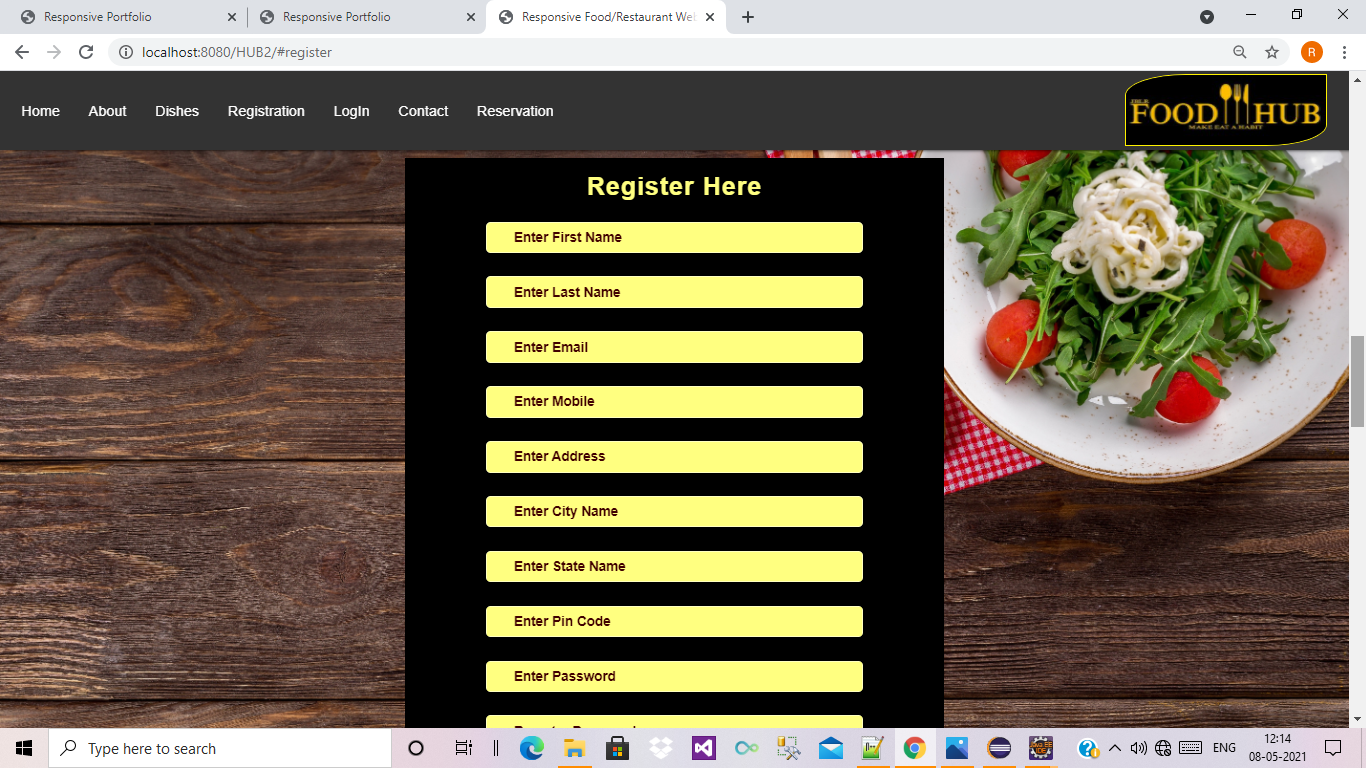 Responsive Portfolio
Responsive Portfolio
Responsive Food/Restaurant We
localhost:8080/HUB2/#register
R
Home
About
Dishes
Registration
LogIn
Contact
Reservation
FOOD HUB
MAKE EAT A HABIT
Register Here
Enter First Name
Enter Last Name
Enter Email
Enter Mobile
Enter Address
Enter City Name
Enter State Name
Enter Pin Code
Enter Password
Type here to search
ENG
12:14
08-05-2021